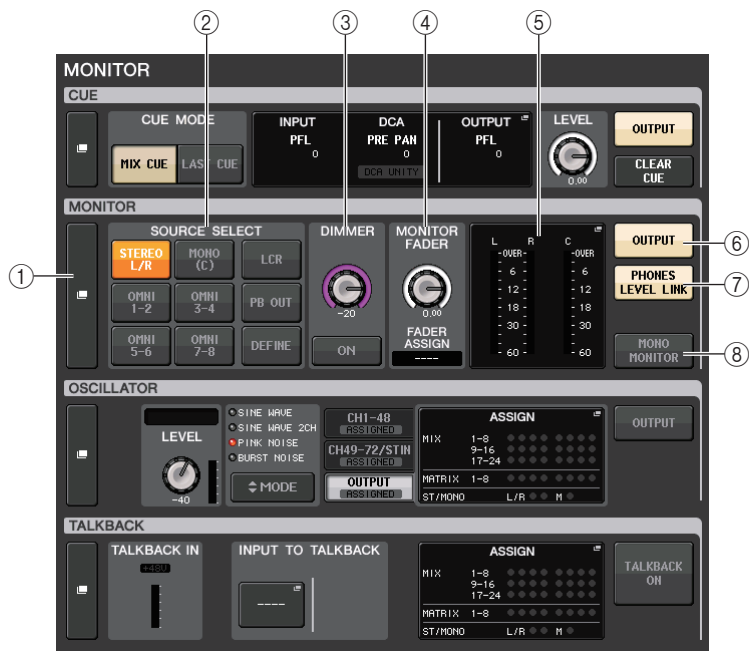 ② ③ ④ ⑤
MONITOR
CUE
CUE MODE
MIX CUE LAST CUE
INPUT DCA OUTPUT
PFL PRE PAN PFL
0 0 0
DCA UNITY
LEVEL
0.00
OUTPUT
CLEAR
CUE
MONITOR
①
SOURCE SELECT
STEREO
L/R
MONO
(C)
LCR
OMNI
1-2
OMNI
3-4
PB OUT
OMNI
5-6
OMNI
7-8
DEFINE
DIMMER
-20
ON
MONITOR
FADER
0.00
FADER
ASSIGN
----
L R C
-OVER- -OVER
- 6 - - 6
- 12 - - 12
- 18 - - 18
- 30 - - 30
- 60 - - 60
OUTPUT ⑥
PHONES
LEVEL LINK ⑦
MONO
MONITOR ⑧
OSCILLATOR
LEVEL
-40
SINE WAVE
SINE WAVE 2CH
PINK NOISE
BURST NOISE
MODE
CH1-48
ASSIGNED
CH49-72/STIN
ASSIGNED
OUTPUT
ASSIGNED
ASSIGN
MIX 1-8
9-16
17-24
MATRIX 1-8
ST/MONO L/R M
OUTPUT
TALKBACK
TALKBACK IN
+48V
INPUT TO TALKBACK
----
ASSIGN
MIX 1-8
9-16
17-24
MATRIX 1-8
ST/MONO L/R M
TALKBACK
ON